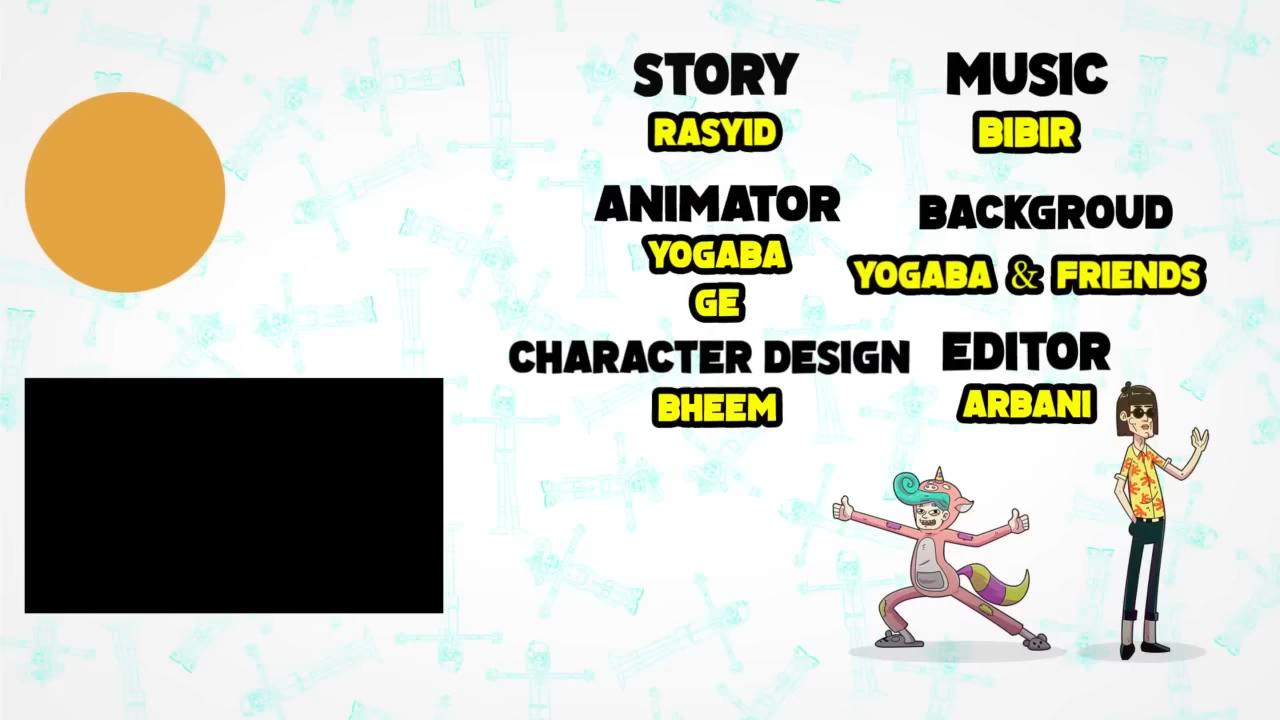 STORY
RASYID
ANIMATOR
YOGABA
GE
CHARACTER DESIGN
BHEEM
MUSIC
BIBIR
BACKGROUD
YOGABA & FRIENDS
EDITOR
ARBANI